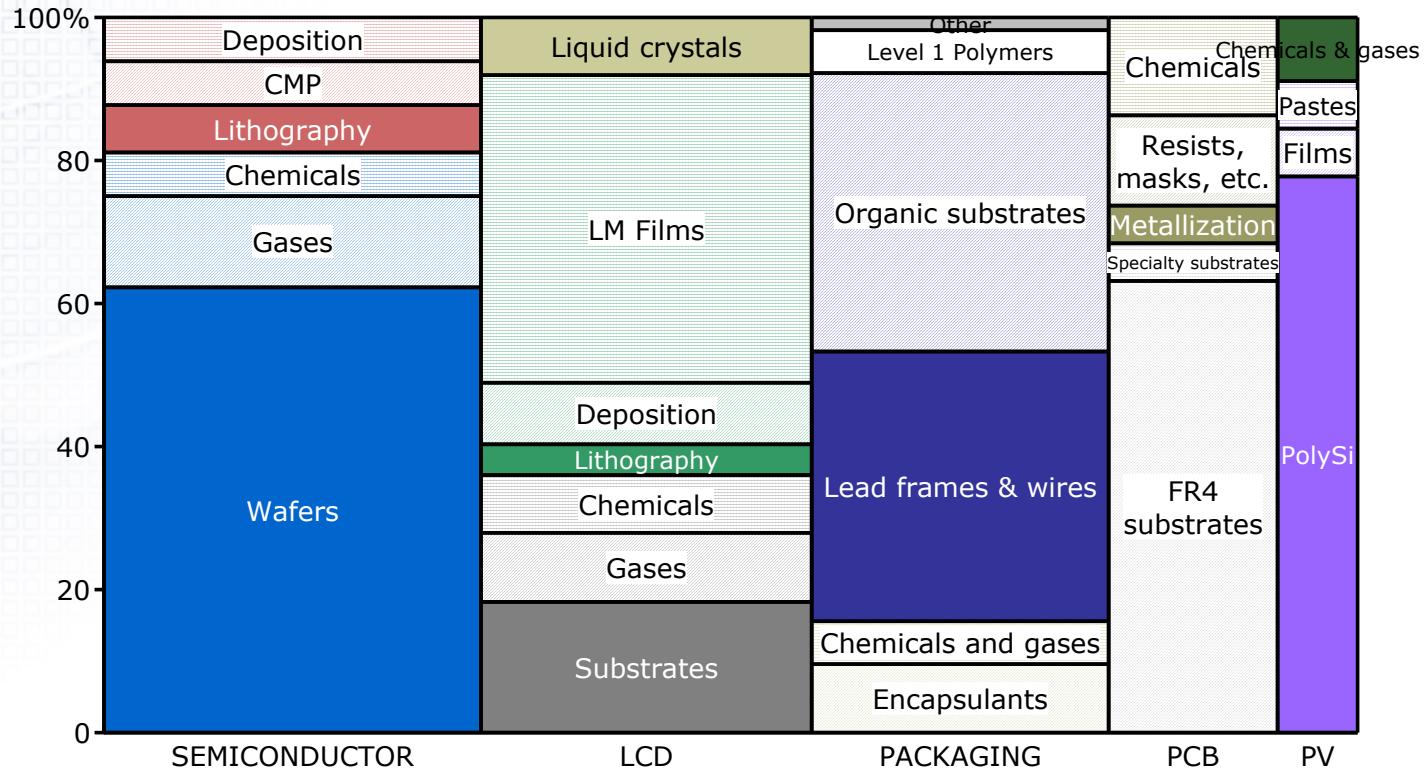 100%
80
60
40
20
0
Deposition
CMP
Lithography
Chemicals
Gases
Wafers
SEMICONDUCTOR
Liquid crystals
LM Films
Deposition
Lithography
Chemicals
Gases
Substrates
LCD
Other
Level 1 Polymers
Organic substrates
Lead frames & wires
Chemicals and gases
Encapsulants
PACKAGING
Chemicals
Resists,
masks, etc.
Metallization
Specialty substrates
FR4
substrates
PCB
Chemicals & gases
Pastes
Films
PolySi
PV